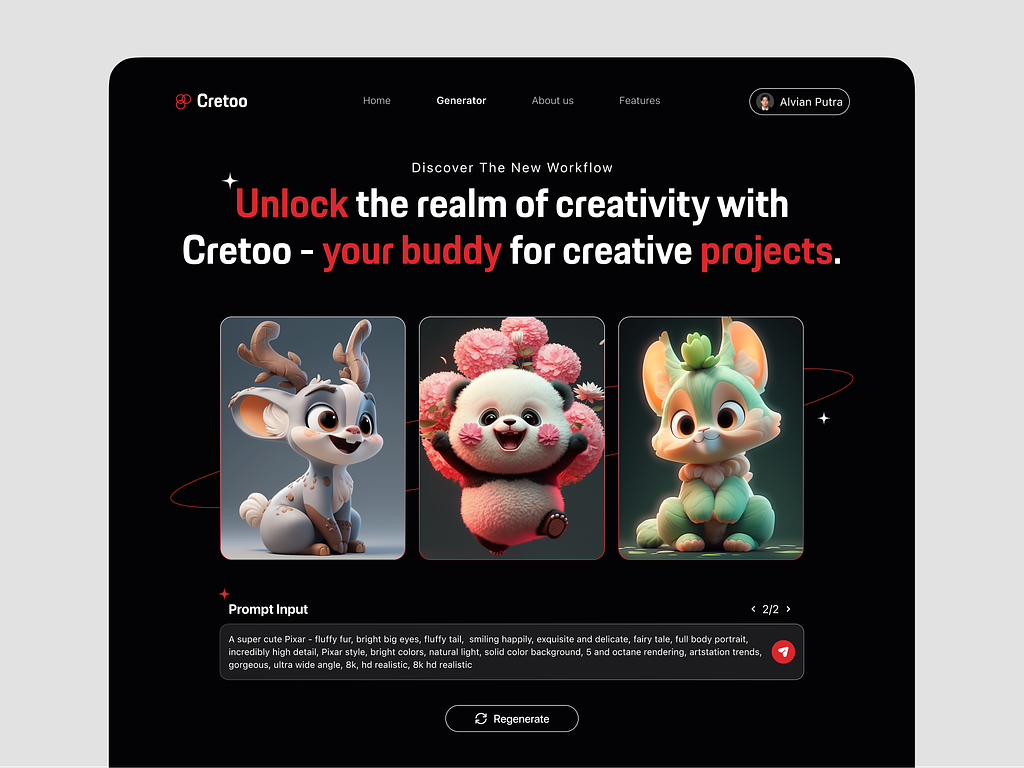 Cretoo
Home
Generator
About us
Features
Alvian Putra
Discover The New Workflow
Unlock the realm of creativity with
Cretoo - your buddy for creative projects.
Prompt Input
2/2
A super cute Pixar - fluffy fur, bright big eyes, fluffy tail,  smiling happily, exquisite and delicate, fairy tale, full body portrait,
incredibly high detail, Pixar style, bright colors, natural light, solid color background, 5 and octane rendering, artstation trends,
gorgeous, ultra wide angle, 8k, hd realistic, 8k hd realistic
Regenerate